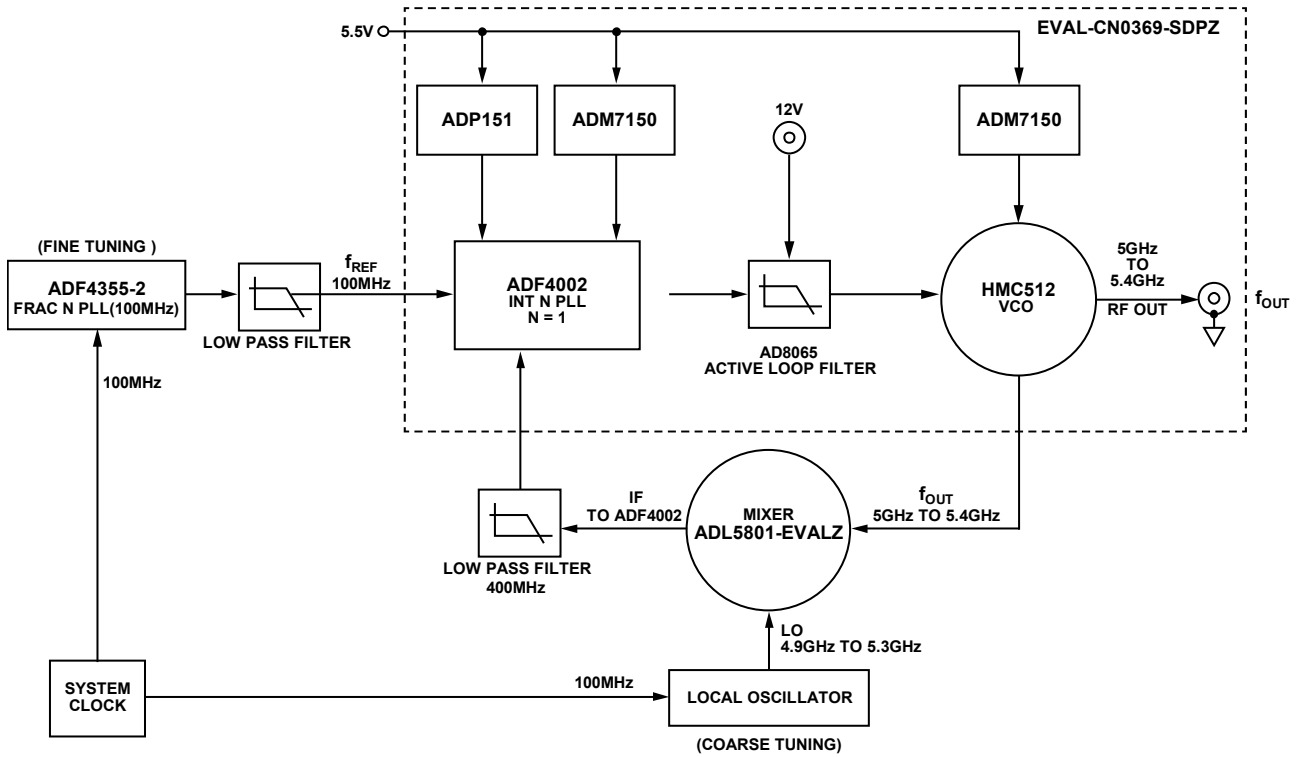 EVAL-CN0369-SDPZ
5.5V
ADP151
ADM7150
12V
ADM7150
(FINE TUNING )
ADF4355-2
FRAC N PLL(100MHz)
LOW PASS FILTER
fREF
100MHz
ADF4002
INT N PLL
N = 1
AD8065
ACTIVE LOOP FILTER
HMC512
VCO
5GHz
TO
5.4GHz
RF OUT
fOUT
100MHz
LOW PASS FILTER
400MHz
IF
TO ADF4002
MIXER
ADL5801-EVALZ
fOUT
5GHz TO 5.4GHz
LO
4.9GHz TO 5.3GHz
SYSTEM
CLOCK
100MHz
LOCAL OSCILLATOR
(COARSE TUNING)